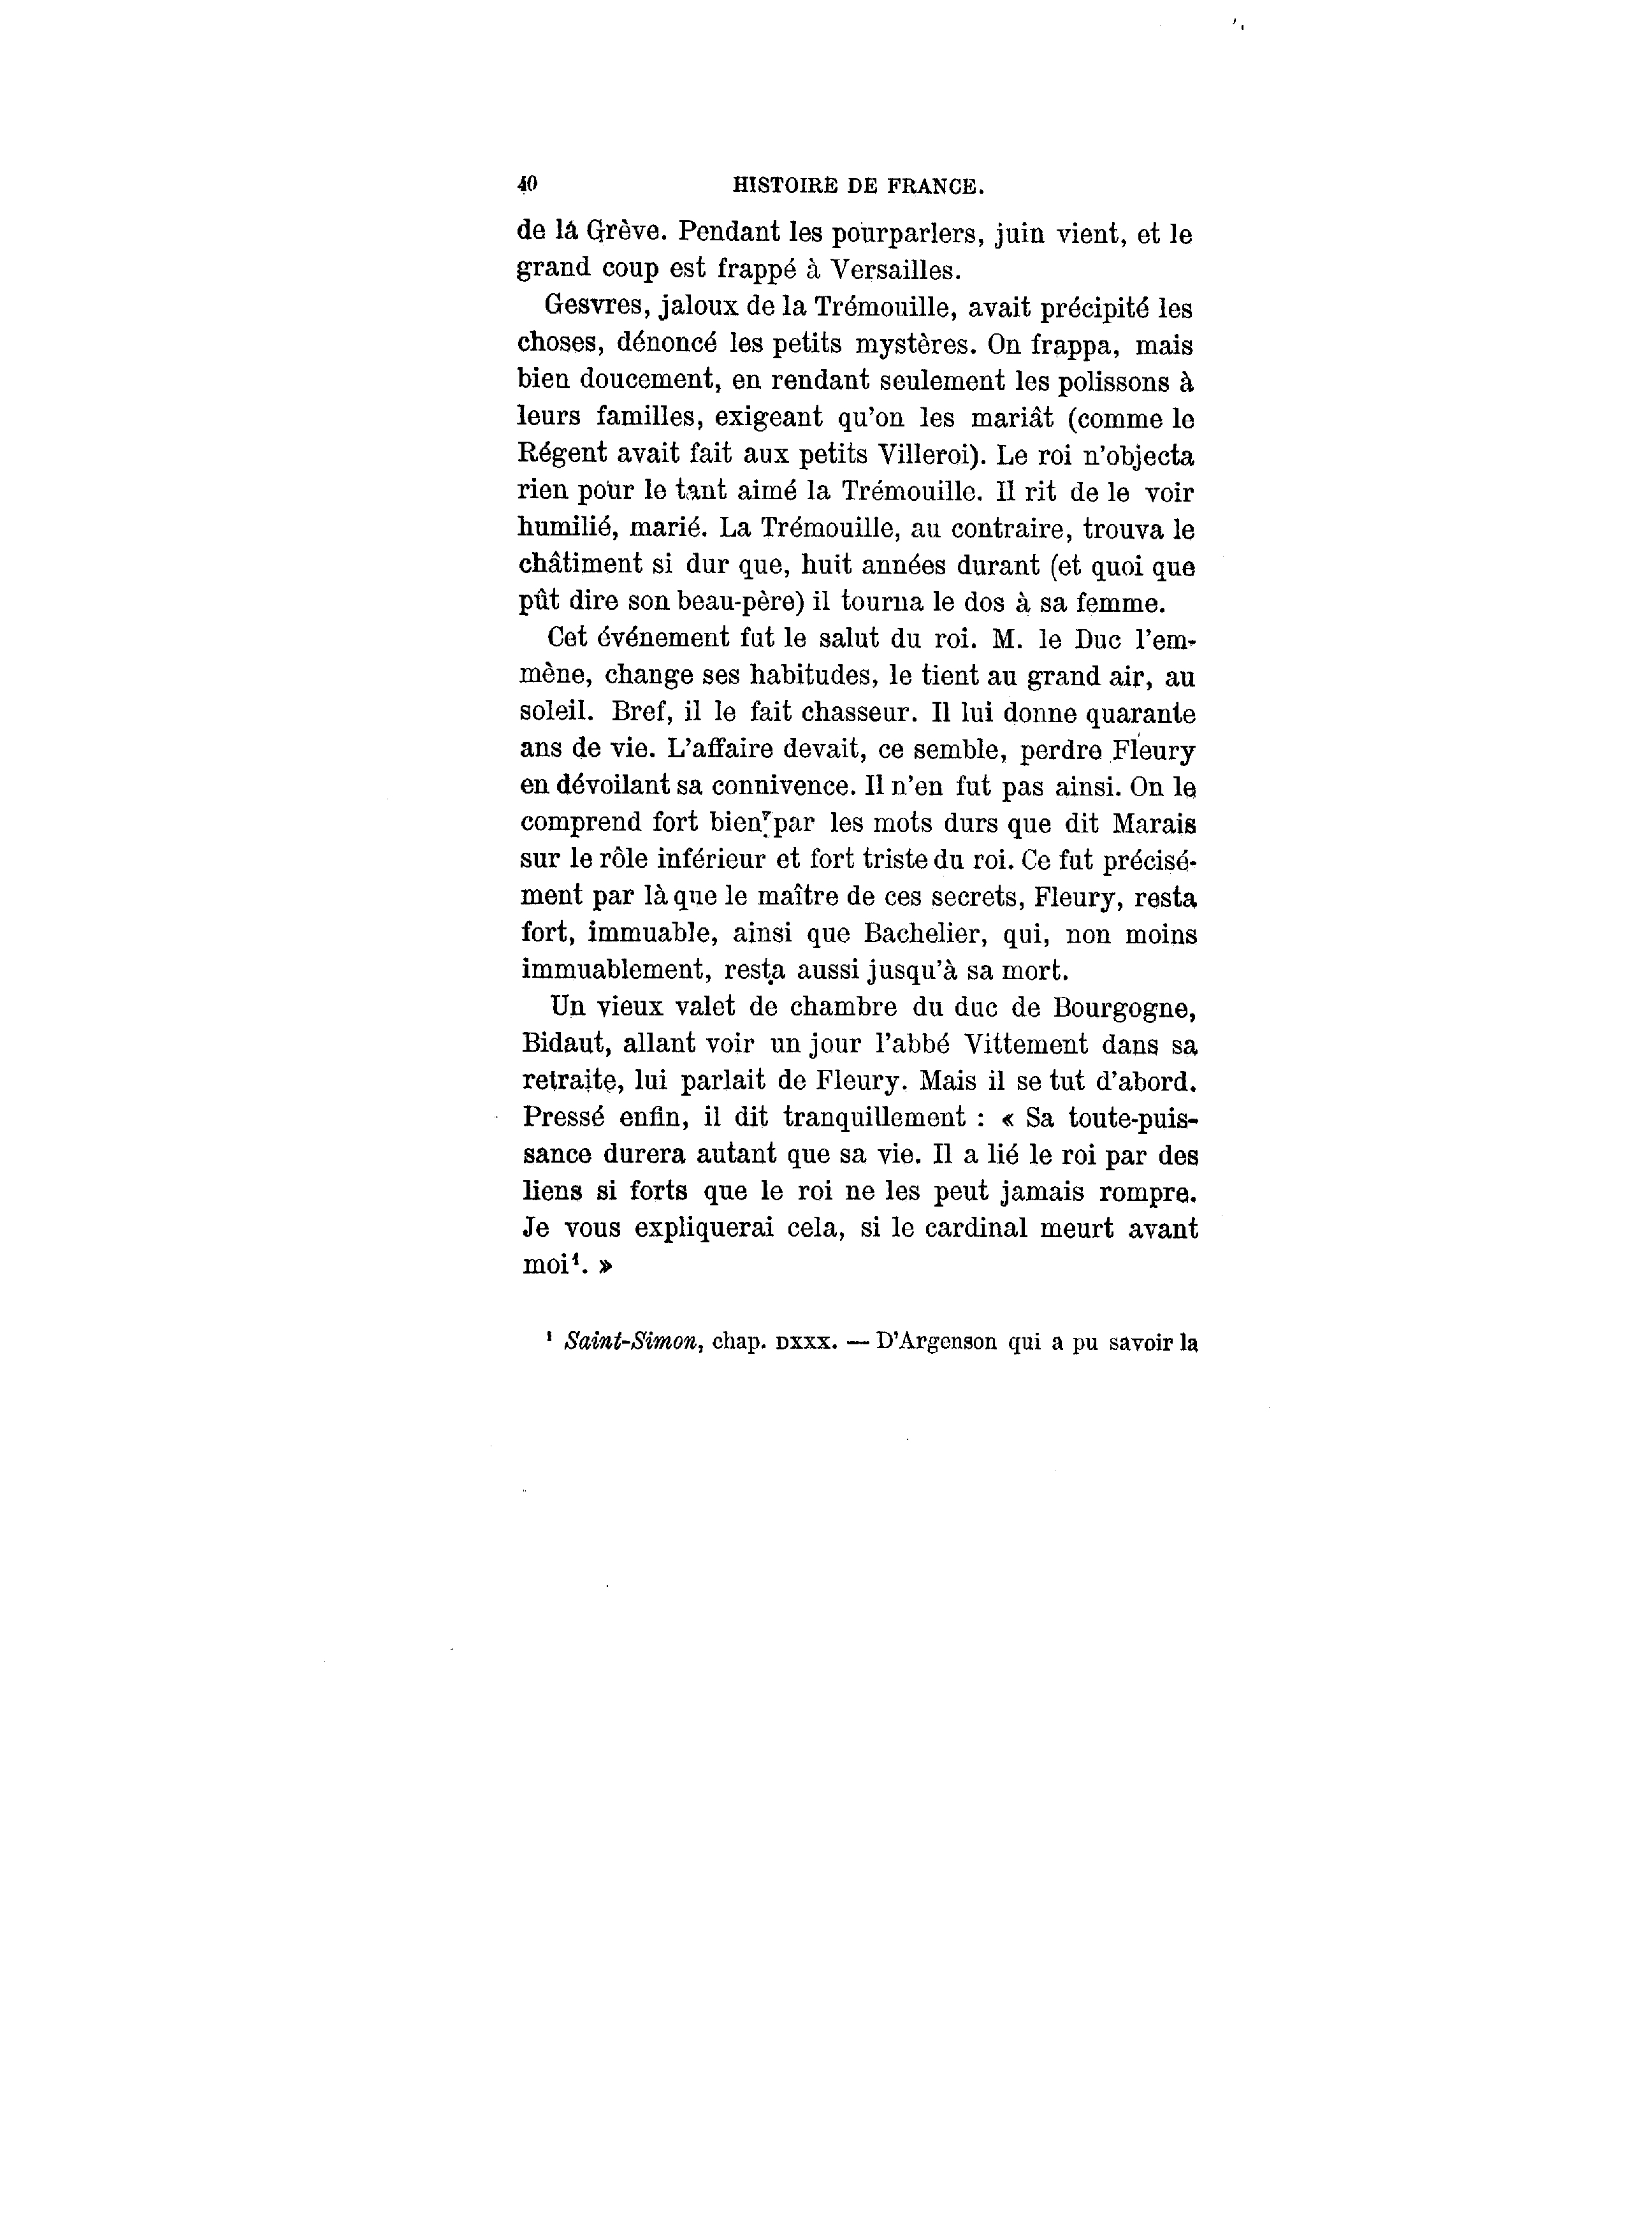 40 HISTOIRE DE FRANCE.
de la Grève. Pendant les pourparlers, juin vient, et le
grand coup est frappé à Versailles.
Gesvres, jaloux de la Trémouille, avait précipité les
choses, dénoncé les petits mystères. On frappa, mais
bien doucement, en rendant seulement les polissons à
leurs familles, exigeant qu'on les mariât (comme le
Régent avait fait aux petits Villeroi). Le roi n'objecta
rien pour le tant aimé la Trémouille. Il rit de le voir
humilié, marié. La Trémouille, au contraire, trouva le
châtiment si dur que, huit années durant (et quoi que
pût dire son beau-père) il tourna le dos à sa femme.
Cet événement fut le salut du roi. M. le Duc l'em-
mène, change ses habitudes, le tient au grand air, au
soleil. Bref, il le fait chasseur. Il lui donne quarante
ans de vie. L'affaire devait, ce semble, perdre Fleury
en dévoilant sa connivence. Il n'en fut pas ainsi. On le
comprend fort bien par les mots durs que dit Marais
sur le rôle inférieur et fort triste du roi. Ce fut précisé-
ment par là que le maître de ces secrets, Fleury, resta
fort, immuable, ainsi que Bachelier, qui, non moins
immuablement, resta aussi jusqu'à sa mort.
Un vieux valet de chambre du duc de Bourgogne,
Bidaut, allant voir un jour l'abbé Vittement dans sa
retraite, lui parlait de Fleury. Mais il se tut d'abord.
Pressé enfin, il dit tranquillement : « Sa toute-puis-
sance durera autant que sa vie. Il a lié le roi par des
liens si forts que le roi ne les peut jamais rompre.
Je vous expliquerai cela, si le cardinal meurt avant
moi¹. »
¹ Saint-Simon, chap. DXXX. — D'Argenson qui a pu savoir la